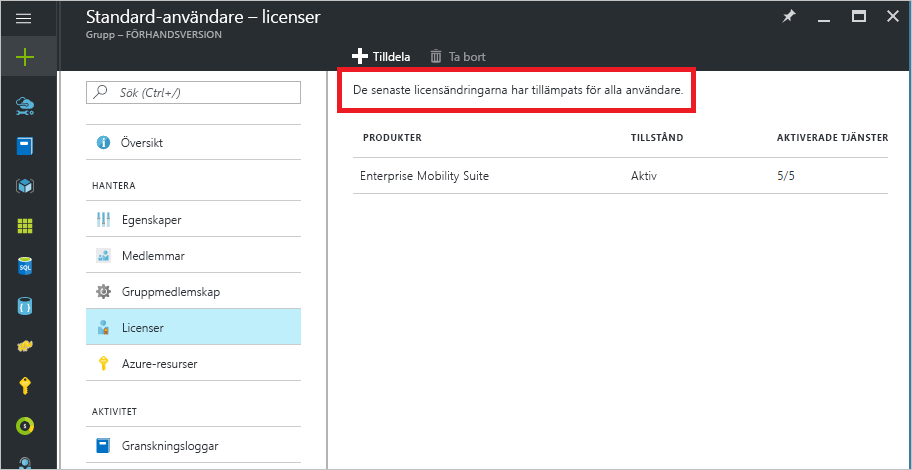 Standard-användare – licenser
Grupp – FÖRHANDSVERSION
Tilldela
Ta bort
Sök (Ctrl+/)
Översikt
HANTERA
Egenskaper
Medlemmar
Gruppmedlemskap
Licenser
Azure-resurser
AKTIVITET
Granskningsloggar
De senaste licensändringarna har tillämpats för alla användare.
PRODUKTER TILLSTÅND AKTIVERADE TJÄNSTER
Enterprise Mobility Suite Aktiv 5/5
SQL